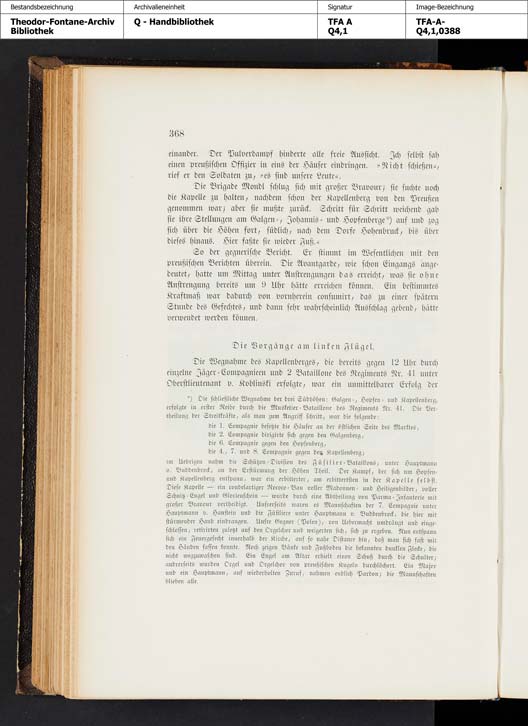 Bestandsbezeichnung
Archivalieneinheit
Signatur
Image-Bezeichnung
Theodor-Fontane-Archiv
Bibliothek
Q - Handbibliothek
TFA A
Q4,1
TFA-A-
Q4,1,0388
368
einander. Der Pulverdampf hinderte alle freie Aussicht. Ich selbst sah
einen preußischen Offizier in eins der Häuser eindringen. »Nicht schießen«,
rief er den Soldaten zu, »es sind unsere Leute«.
Die Brigade Mondl schlug sich mit großer Bravour; sie suchte noch
die Kapelle zu halten, nachdem schon der Kapellenberg von den Preußen
genommen war; aber sie mußte zurück. Schritt für Schritt weichend gab
sie ihre Stellungen am Galgen-, Johannis- und Hopfenberge*) auf und zog
sich über die Höhen fort, südlich, nach dem Dorfe Hohenbruck, bis über
dieses hinaus. Hier faßte sie wieder Fuß.«
So der gegnerische Bericht. Er stimmt im Wesentlichen mit den
preußischen Berichten überein. Die Avantgarde, wie schon Eingangs ange-
deutet, hatte um Mittag unter Anstrengungen das erreicht, was sie ohne
Anstrengung bereits um 9 Uhr hätte erreichen können. Ein bestimmtes
Kraftmaß war dadurch von vornherein consumirt, das zu einer spätern
Stunde des Gefechtes, und dann sehr wahrscheinlich Ausschlag gebend, hätte
verwendet werden können.
Die Vorgänge am linken Flügel.
Die Wegnahme des Kapellenberges, die bereits gegen 12 Uhr durch
einzelne Jäger-Compagnieen und 2 Bataillone des Regiments Nr. 41 unter
Oberstlieutenant v. Koblinski erfolgte, war ein unmittelbarer Erfolg der
*) Die schließliche Wegnahme der drei Südhöhen: Galgen-, Hopfen- und Kapellenberg,
erfolgte in erster Reihe durch die Musketier-Bataillone des Regiments Nr. 41. Die Ver-
theilung der Streitkräfte, als man zum Angriff schritt, war die folgende:
die 1. Compagnie besetzte die Häuser an der östlichen Seite des Marktes,
die 2. Compagnie dirigirte sich gegen den Galgenberg,
die 6. Compagnie gegen den Hopfenberg,
die 4., 7. und 8. Compagnie gegen den Kapellenberg;
im Uebrigen nahm die Schützen-Division des Füsilier-Bataillons, unter Hauptmann
v. Buddenbrock, an der Erstürmung der Höhen Theil. Der Kampf, der sich um Hopfen-
und Kapellenberg entspann, war ein erbitterter, am erbittertsten in der Kapelle selbst.
Diese Kapelle — ein rondelartiger Rococo-Bau voller Madonnen- und Heiligenbilder, voller
Schnitz-Engel und Glorienschein — wurde durch eine Abtheilung von Parma-Infanterie mit
großer Bravour vertheidigt. Unsrerseits waren es Mannschaften der 7. Compagnie unter
Hauptmann v. Hanstein und die Füsiliere unter Hauptmann v. Buddenbrock, die hier mit
stürmender Hand eindrangen. Unsre Gegner (Polen), von Uebermacht umdrängt und einge-
schlossen, retirirten zuletzt auf den Orgelchor und weigerten sich, sich zu ergeben. Nun entspann
sich ein Feuergefecht innerhalb der Kirche, auf so nahe Distance hin, daß man sich fast mit
den Händen fassen konnte. Noch zeigen Bänke und Fußboden die bekannten dunklen Flecke, die
nicht wegzuwaschen sind. Ein Engel am Altar erhielt einen Schuß durch die Schulter;
andrerseits wurden Orgel und Orgelchor von preußischen Kugeln durchlöchert. Ein Major
und ein Hauptmann, auf wiederholten Zuruf, nahmen endlich Pardon; die Mannschaften
blieben alle.